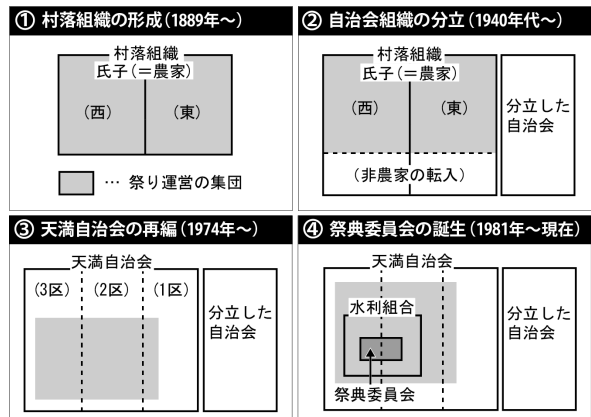 ① 村落組織の形成(1889年～)
村落組織
氏子(＝農家)
(西)
(東)
… 祭り運営の集団
② 自治会組織の分立(1940年代～)
村落組織
氏子(＝農家)
(西)
(東)
(非農家の転入)
分立した
自治会
③ 天満自治会の再編(1974年～)
天満自治会
(3区)
(2区)
(1区)
分立した
自治会
④ 祭典委員会の誕生(1981年～現在)
天満自治会
水利組合
祭典委員会
分立した
自治会